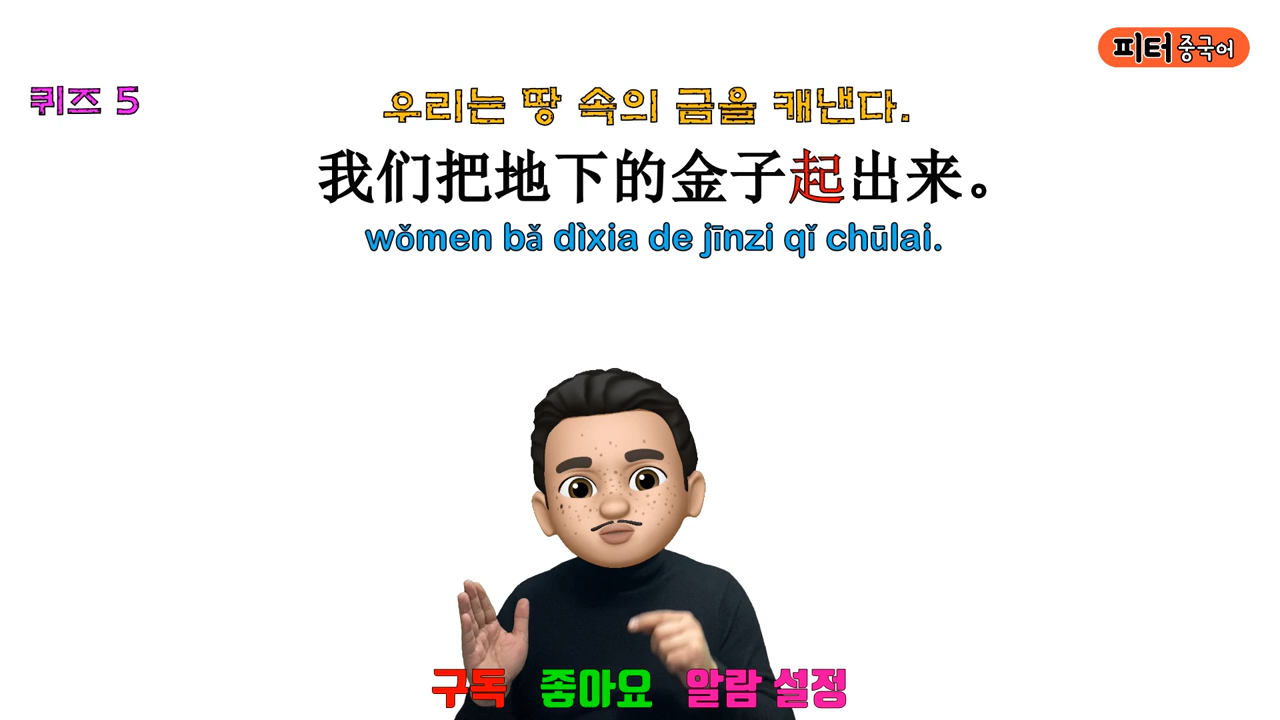 피터 중국어
퀴즈 5
우리는 땅 속의 금을 캐낸다.
我们把地下的金子起出来。
wǒmen bǎ dìxia de jīnzi qǐ chūlai.
구독 좋아요 알람 설정